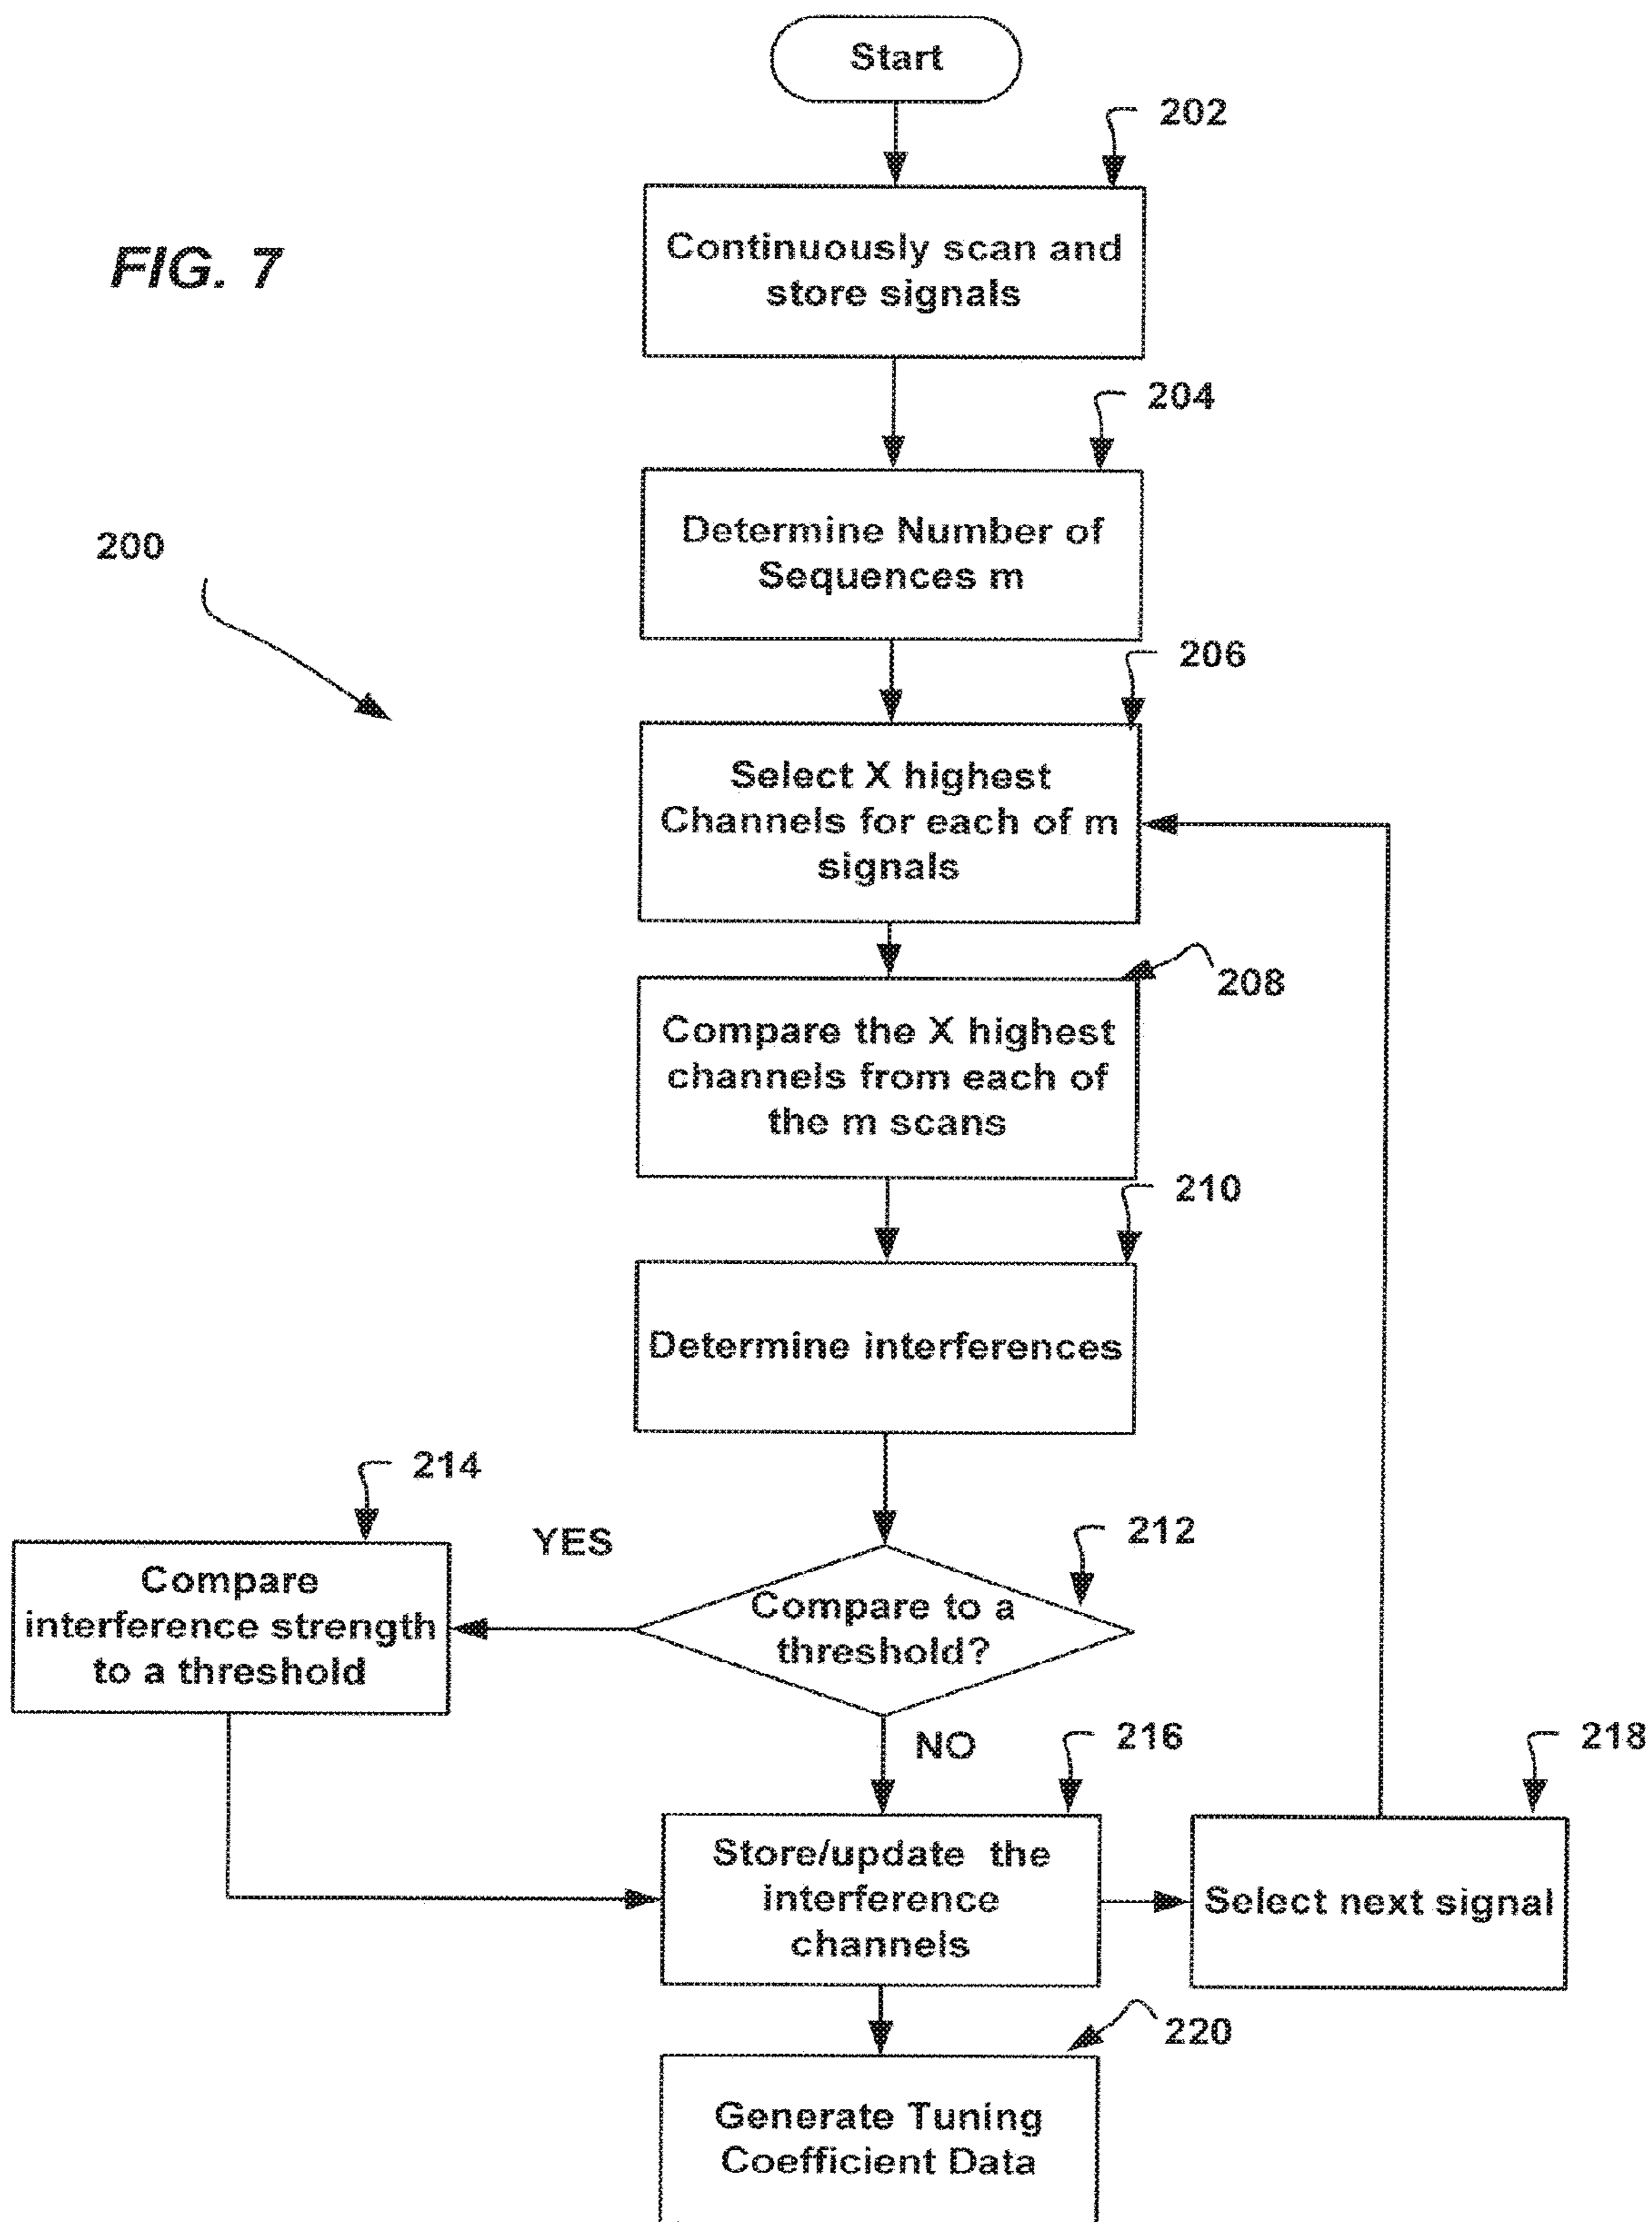 Start
202
Continuously scan and
store signals
FIG. 7
204
Determine Number of
Sequences m
200
206
Select X highest
Channels for each of m
signals
208
Compare the X highest
channels from each of
the m scans
210
Determine interferences
214
YES
212
Compare
interference strength
to a threshold
Compare to a
threshold?
NO
216
218
Store/update the
interference
channels
Select next signal
220
Generate Tuning
Coefficient Data